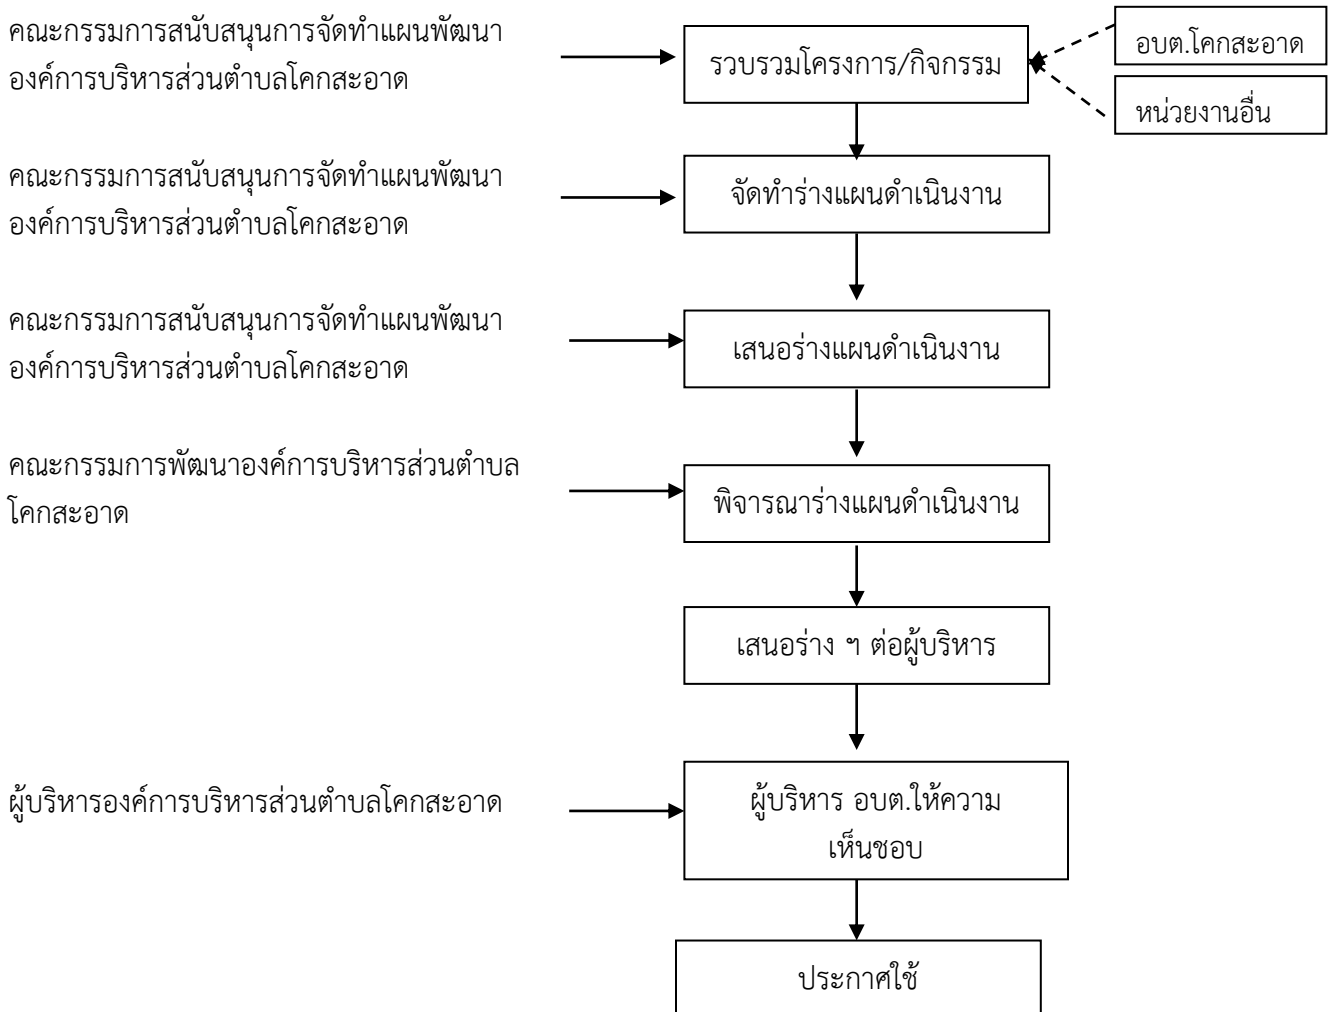 คณะกรรมการสนับสนุนการจัดทำแผนพัฒนา
องค์การบริหารส่วนตำบลโคกสะอาด
รวบรวมโครงการ/กิจกรรม
อบต.โคกสะอาด
หน่วยงานอื่น
คณะกรรมการสนับสนุนการจัดทำแผนพัฒนา
องค์การบริหารส่วนตำบลโคกสะอาด
จัดทำร่างแผนดำเนินงาน
คณะกรรมการสนับสนุนการจัดทำแผนพัฒนา
องค์การบริหารส่วนตำบลโคกสะอาด
เสนอร่างแผนดำเนินงาน
คณะกรรมการพัฒนาองค์การบริหารส่วนตำบล
โคกสะอาด
พิจารณาร่างแผนดำเนินงาน
เสนอร่าง ฯ ต่อผู้บริหาร
ผู้บริหารองค์การบริหารส่วนตำบลโคกสะอาด
ผู้บริหาร อบต.ให้ความ
เห็นชอบ
ประกาศใช้